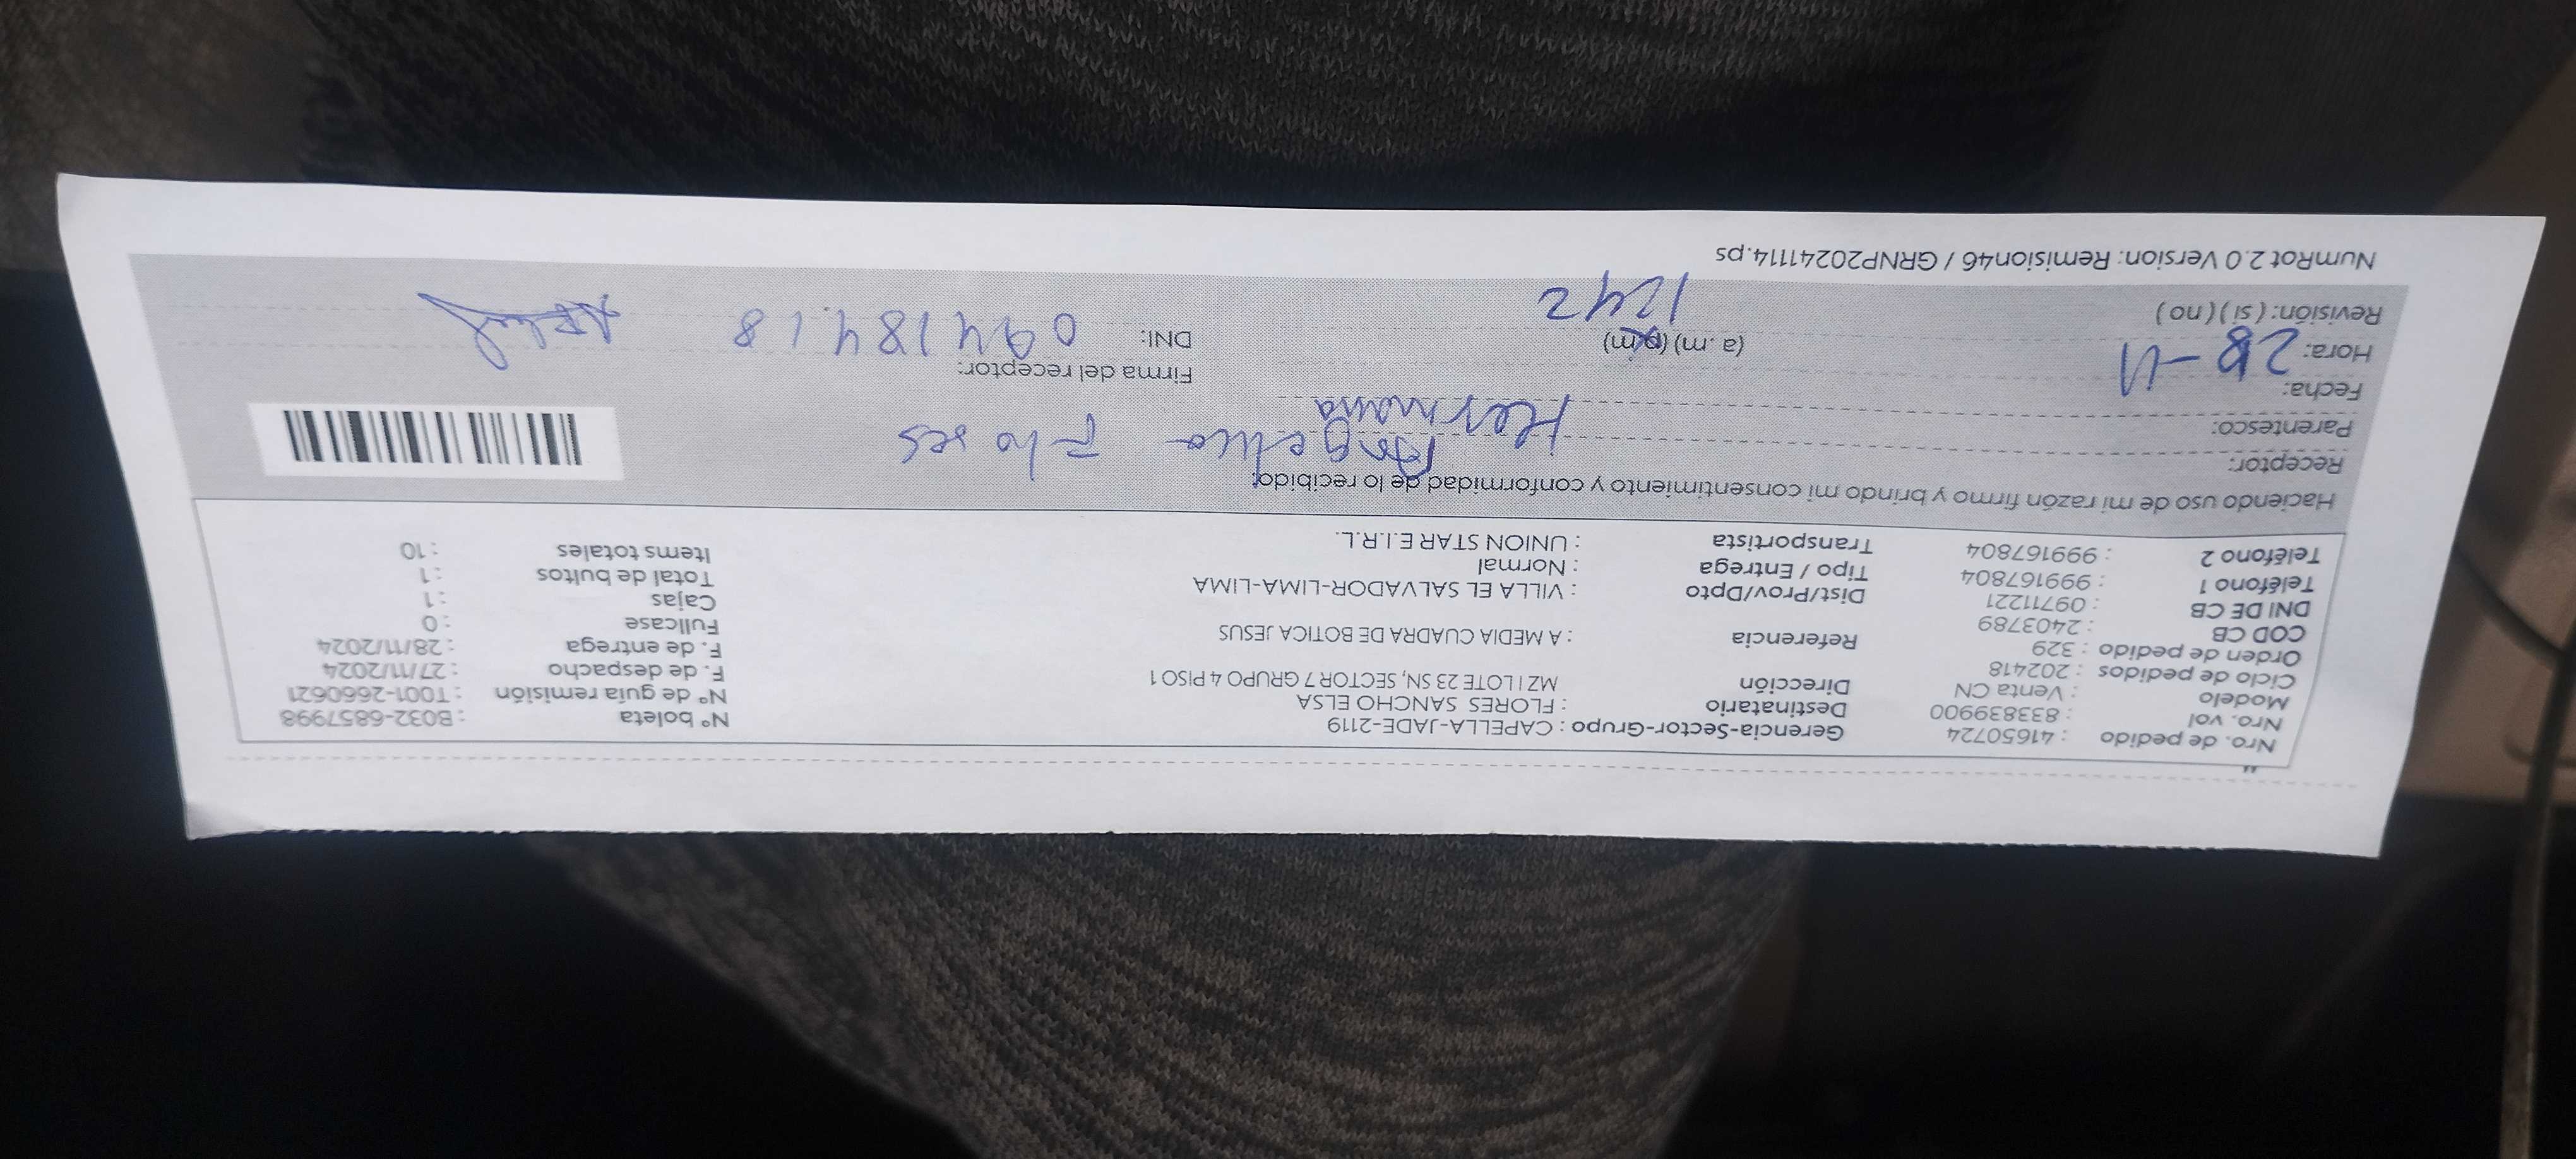 Nro. de pedido : 41650724 Gerencia-Sector-Grupo : CAPELLA-JADE-2119 Nº boleta : B032-6857998
Nro. vol : 833839900 Destinatario : FLORES SANCHO ELSA Nº de guía remisión : T001-2660621
Modelo : Venta CN Dirección MZ I LOTE 23 SN, SECTOR 7 GRUPO 4 PISO 1 F. de despacho : 27/11/2024
Ciclo de pedidos : 202418 F. de entrega : 28/11/2024
Orden de pedido : 329 Referencia : A MEDIA CUADRA DE BOTICA JESUS Fullcase : 0
COD CB : 2403789 Cajas : 1
DNI DE CB : 09711221 Dist/Prov/Dpto : VILLA EL SALVADOR-LIMA-LIMA Total de bultos : 1
Teléfono 1 : 999167804 Tipo / Entrega : Normal Items totales : 10
Teléfono 2 : 999167804 Transportista : UNION STAR E.I.R.L.
Haciendo uso de mi razón firmo y brindo mi consentimiento y conformidad de lo recibido:
Receptor: Angelica Flores
Parentesco: Hermana
Fecha: 28-11
Firma del receptor:
Hora: 1242 (a.m) (p.m)
DNI: 09418418
Revisión: (si) (no)
NumRot 2.0 Version: Remision46 / GRNP202411114.ps